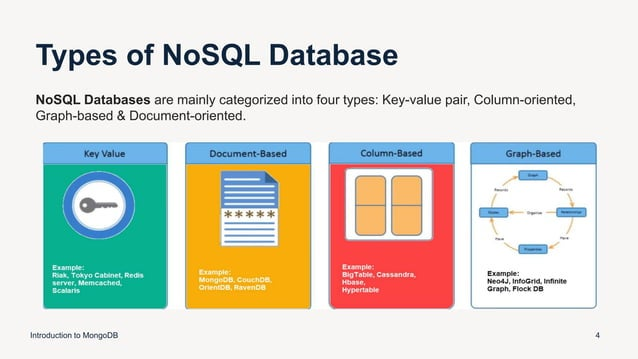 Types of NoSQL Database
NoSQL Databases are mainly categorized into four types: Key-value pair, Column-oriented,
Graph-based & Document-oriented.
Key Value
Example:
Riak, Tokyo Cabinet, Redis
server, Memcached,
Scalaris
Document-Based
*****
Example:
MongoDB, CouchDB,
OrientDB, RavenDB
Column-Based
Example:
BigTable, Cassandra,
Hbase,
Hypertable
Graph-Based
Graph
Records
Records
Nodes
Organize
Relationships
Have
Have
Properties
Example:
Neo4J, InfoGrid, Infinite
Graph, Flock DB
Introduction to MongoDB
4